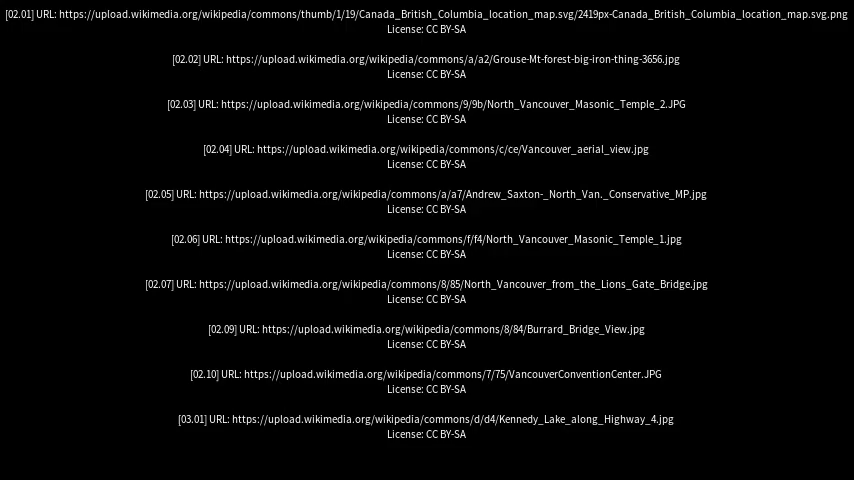 [02.01] URL: https://upload.wikimedia.org/wikipedia/commons/thumb/1/19/Canada_British_Columbia_location_map.svg/2419px-Canada_British_Columbia_location_map.svg.png
License: CC BY-SA
[02.02] URL: https://upload.wikimedia.org/wikipedia/commons/a/a2/Grouse-Mt-forest-big-iron-thing-3656.jpg
License: CC BY-SA
[02.03] URL: https://upload.wikimedia.org/wikipedia/commons/9/9b/North_Vancouver_Masonic_Temple_2.JPG
License: CC BY-SA
[02.04] URL: https://upload.wikimedia.org/wikipedia/commons/c/ce/Vancouver_aerial_view.jpg
License: CC BY-SA
[02.05] URL: https://upload.wikimedia.org/wikipedia/commons/a/a7/Andrew_Saxton-_North_Van._Conservative_MP.jpg
License: CC BY-SA
[02.06] URL: https://upload.wikimedia.org/wikipedia/commons/f/f4/North_Vancouver_Masonic_Temple_1.jpg
License: CC BY-SA
[02.07] URL: https://upload.wikimedia.org/wikipedia/commons/8/85/North_Vancouver_from_the_Lions_Gate_Bridge.jpg
License: CC BY-SA
[02.09] URL: https://upload.wikimedia.org/wikipedia/commons/8/84/Burrard_Bridge_View.jpg
License: CC BY-SA
[02.10] URL: https://upload.wikimedia.org/wikipedia/commons/7/75/VancouverConventionCenter.JPG
License: CC BY-SA
[03.01] URL: https://upload.wikimedia.org/wikipedia/commons/d/d4/Kennedy_Lake_along_Highway_4.jpg
License: CC BY-SA